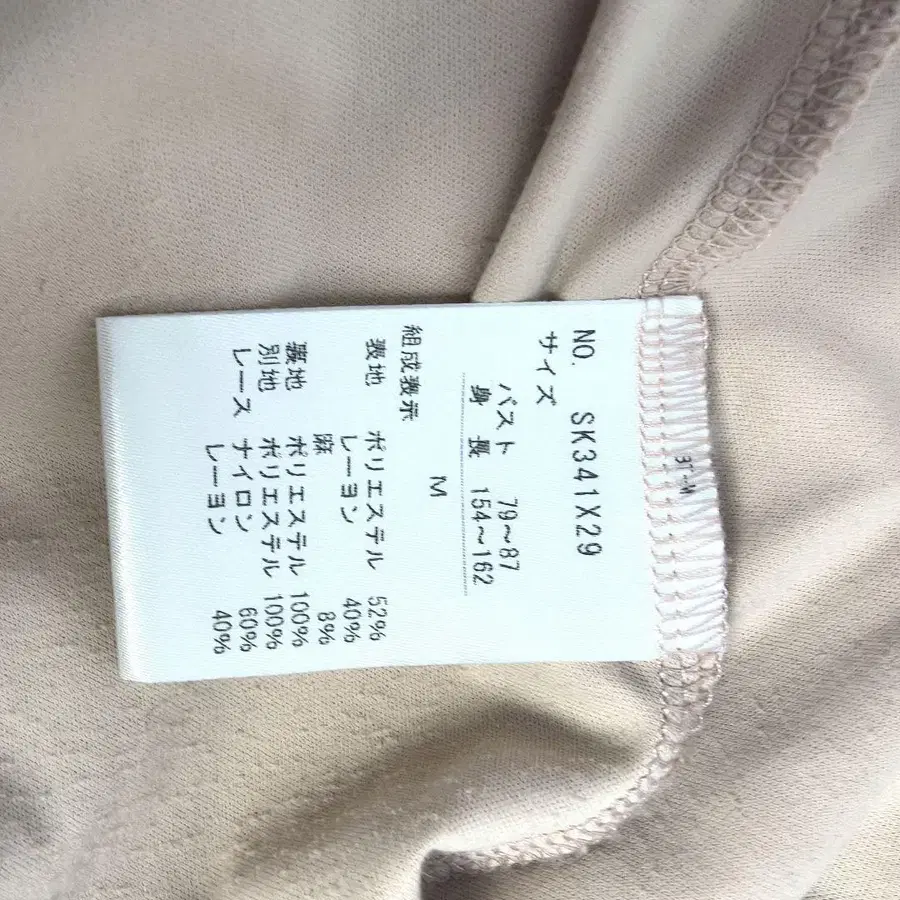 NO. SK341X29
サイズ
バスト 79～87
身長 154～162
M
組成表示
表地 ポリエステル 52%
レーヨン 40%
麻 8%
裏地 ポリエステル 100%
別地 ポリエステル 100%
レース ナイロン 60%
レーヨン 40%